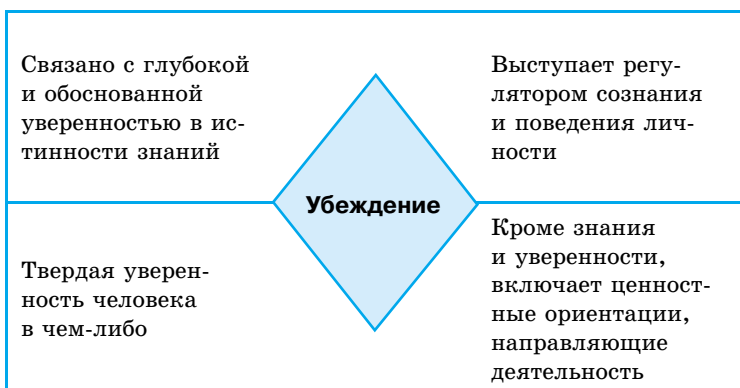 Связано с глубокой
и обоснованной
уверенностью в ис-
тинности знаний
Выступает регу-
лятором сознания
и поведения лич-
ности
Убеждение
Твердая уверен-
ность человека
в чем-либо
Кроме знания
и уверенности,
включает ценност-
ные ориентации,
направляющие
деятельность